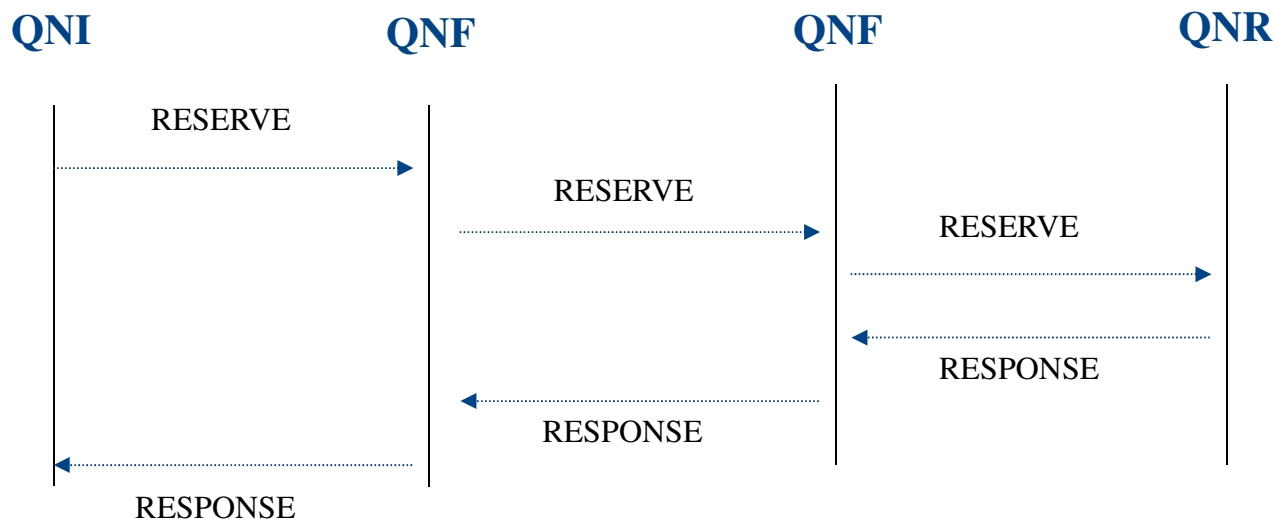 QNI QNF QNF QNR
RESERVE
RESERVE
RESERVE
RESPONSE
RESPONSE
RESPONSE